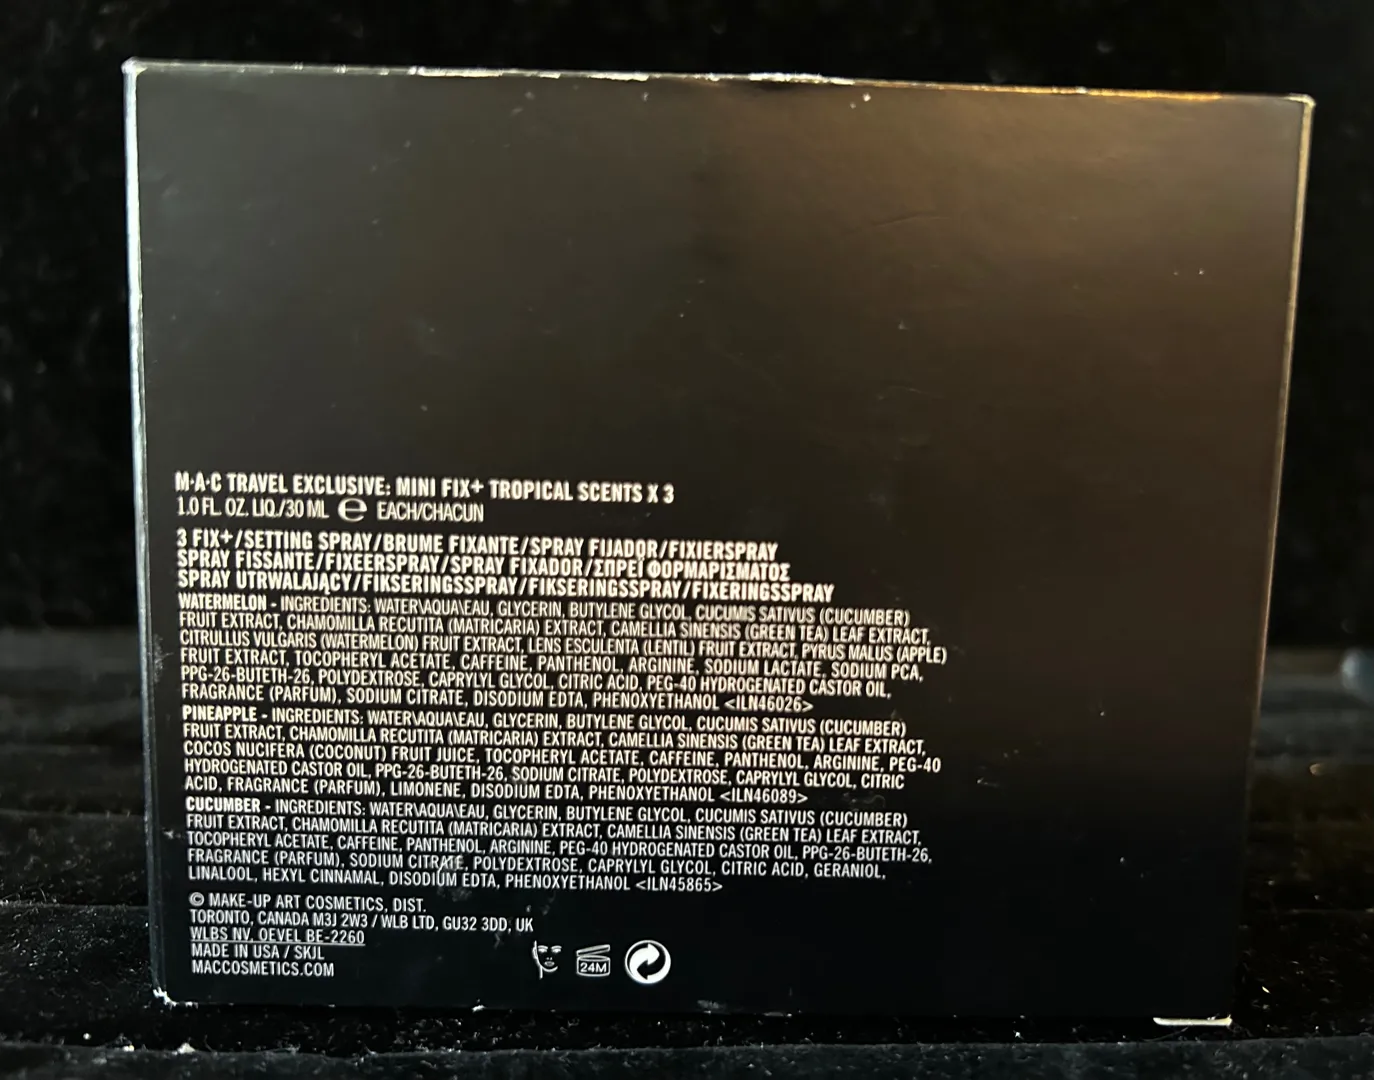 M·A·C TRAVEL EXCLUSIVE: MINI FIX+ TROPICAL SCENTS X 3
1.0 FL. OZ. LIQ./30 ML ℮ EACH/CHACUN
3 FIX+/SETTING SPRAY/BRUME FIXANTE/SPRAY FIJADOR/FIXIERSPRAY
SPRAY FISSANTE/FIXEERSPRAY/SPRAY FIXADOR/ΣΠΡΕΪ ΦΟΡΜΑΡΙΣΜΑΤΟΣ
SPRAY UTRWALAJĄCY/FIKSERINGSSPRAY/FIKSERINGSSPRAY/FIXERINGSSPRAY
WATERMELON - INGREDIENTS: WATER\AQUA\EAU, GLYCERIN, BUTYLENE GLYCOL, CUCUMIS SATIVUS (CUCUMBER)
FRUIT EXTRACT, CHAMOMILLA RECUTITA (MATRICARIA) EXTRACT, CAMELLIA SINENSIS (GREEN TEA) LEAF EXTRACT,
CITRULLUS VULGARIS (WATERMELON) FRUIT EXTRACT, LENS ESCULENTA (LENTIL) FRUIT EXTRACT, PYRUS MALUS (APPLE)
FRUIT EXTRACT, TOCOPHERYL ACETATE, CAFFEINE, PANTHENOL, ARGININE, SODIUM LACTATE, SODIUM PCA,
PPG-26-BUTETH-26, POLYDEXTROSE, CAPRYLYL GLYCOL, CITRIC ACID, PEG-40 HYDROGENATED CASTOR OIL,
FRAGRANCE (PARFUM), SODIUM CITRATE, DISODIUM EDTA, PHENOXYETHANOL <ILN46026>
PINEAPPLE - INGREDIENTS: WATER\AQUA\EAU, GLYCERIN, BUTYLENE GLYCOL, CUCUMIS SATIVUS (CUCUMBER)
FRUIT EXTRACT, CHAMOMILLA RECUTITA (MATRICARIA) EXTRACT, CAMELLIA SINENSIS (GREEN TEA) LEAF EXTRACT,
COCOS NUCIFERA (COCONUT) FRUIT JUICE, TOCOPHERYL ACETATE, CAFFEINE, PANTHENOL, ARGININE, PEG-40
HYDROGENATED CASTOR OIL, PPG-26-BUTETH-26, SODIUM CITRATE, POLYDEXTROSE, CAPRYLYL GLYCOL, CITRIC
ACID, FRAGRANCE (PARFUM), LIMONENE, DISODIUM EDTA, PHENOXYETHANOL <ILN46089>
CUCUMBER - INGREDIENTS: WATER\AQUA\EAU, GLYCERIN, BUTYLENE GLYCOL, CUCUMIS SATIVUS (CUCUMBER)
FRUIT EXTRACT, CHAMOMILLA RECUTITA (MATRICARIA) EXTRACT, CAMELLIA SINENSIS (GREEN TEA) LEAF EXTRACT,
TOCOPHERYL ACETATE, CAFFEINE, PANTHENOL, ARGININE, PEG-40 HYDROGENATED CASTOR OIL, PPG-26-BUTETH-26,
FRAGRANCE (PARFUM), SODIUM CITRATE, POLYDEXTROSE, CAPRYLYL GLYCOL, CITRIC ACID, GERANIOL,
LINALOOL, HEXYL CINNAMAL, DISODIUM EDTA, PHENOXYETHANOL <ILN45865>
© MAKE-UP ART COSMETICS, DIST.
TORONTO, CANADA M3J 2W3 / WLB LTD, GU32 3DD, UK
WLBS NV, OEVEL BE-2260
MADE IN USA / SKJL
MACCOSMETICS.COM
24M